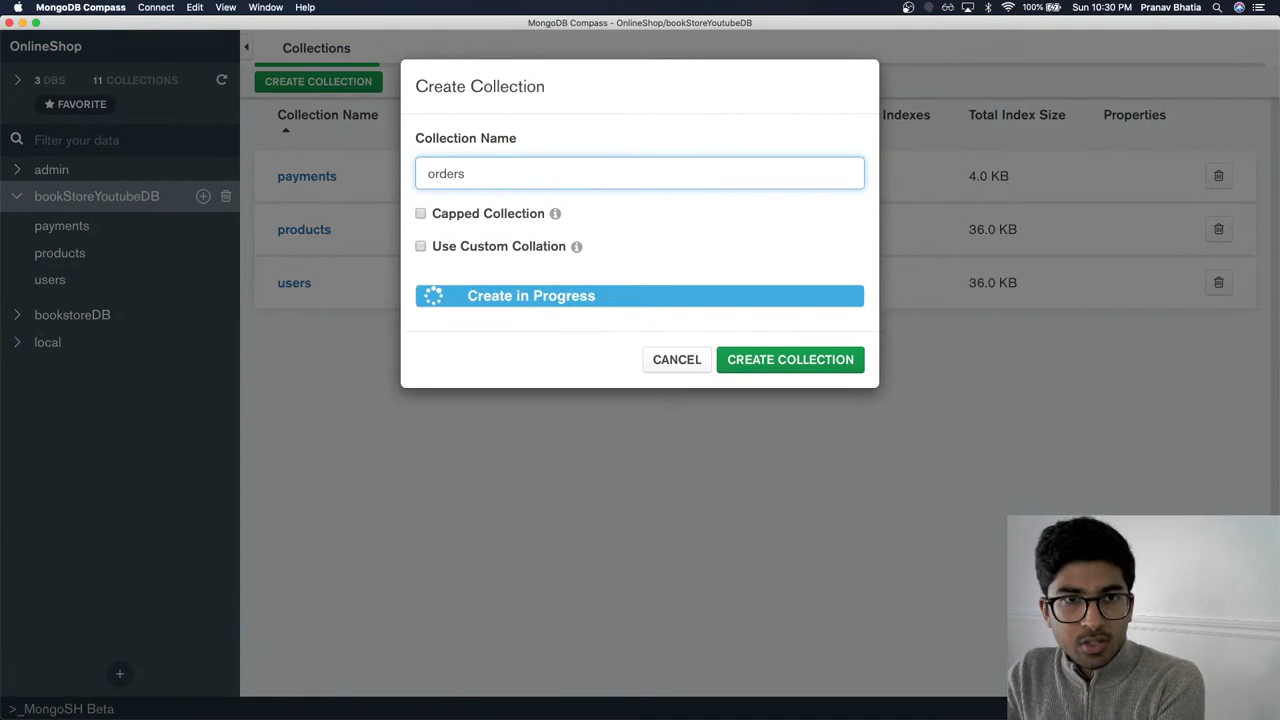 MongoDB Compass Connect Edit View Window Help
100% Sun 10:30 PM Pranav Bhatia
MongoDB Compass - OnlineShop/bookStoreYoutubeDB
OnlineShop
3 DBS 11 COLLECTIONS
FAVORITE
Filter your data
admin
bookStoreYoutubeDB
payments
products
users
bookstoreDB
local
>_MongoSH Beta
Collections
CREATE COLLECTION
Collection Name Indexes Total Index Size Properties
payments 4.0 KB
products 36.0 KB
users 36.0 KB
Create Collection
Collection Name
orders
Capped Collection
Use Custom Collation
Create in Progress
CANCEL CREATE COLLECTION